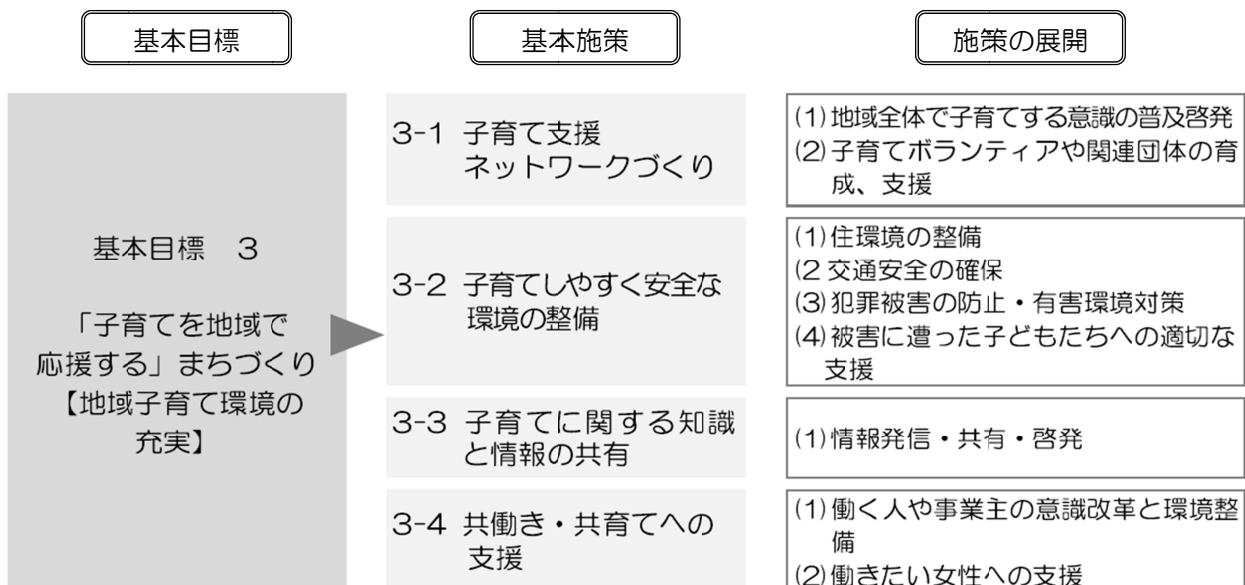 基本目標
基本施策
施策の展開
基本目標　3
「子育てを地域で
応援する」まちづくり
【地域子育て環境の
充実】
3-1 子育て支援
ネットワークづくり
(1)地域全体で子育てする意識の普及啓発
(2)子育てボランティアや関連団体の育
成、支援
3-2 子育てしやすく安全な
環境の整備
(1)住環境の整備
(2 交通安全の確保
(3)犯罪被害の防止・有害環境対策
(4)被害に遭った子どもたちへの適切な
支援
3-3 子育てに関する知識
と情報の共有
(1)情報発信・共有・啓発
3-4 共働き・共育てへの
支援
(1)働く人や事業主の意識改革と環境整
備
(2)働きたい女性への支援